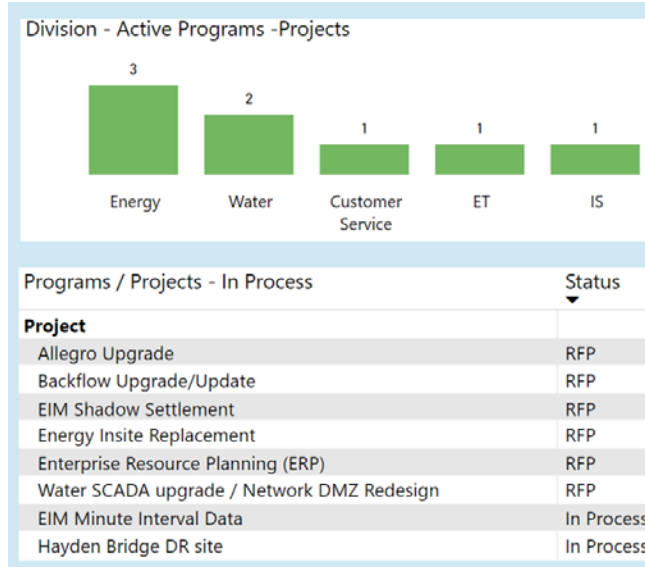 Division - Active Programs -Projects
3
2
1
1
1
Energy
Water
Customer
Service
ET
IS
Programs / Projects - In Process
Status
Project
Allegro Upgrade RFP
Backflow Upgrade/Update RFP
EIM Shadow Settlement RFP
Energy Insite Replacement RFP
Enterprise Resource Planning (ERP) RFP
Water SCADA upgrade / Network DMZ Redesign RFP
EIM Minute Interval Data In Process
Hayden Bridge DR site In Process